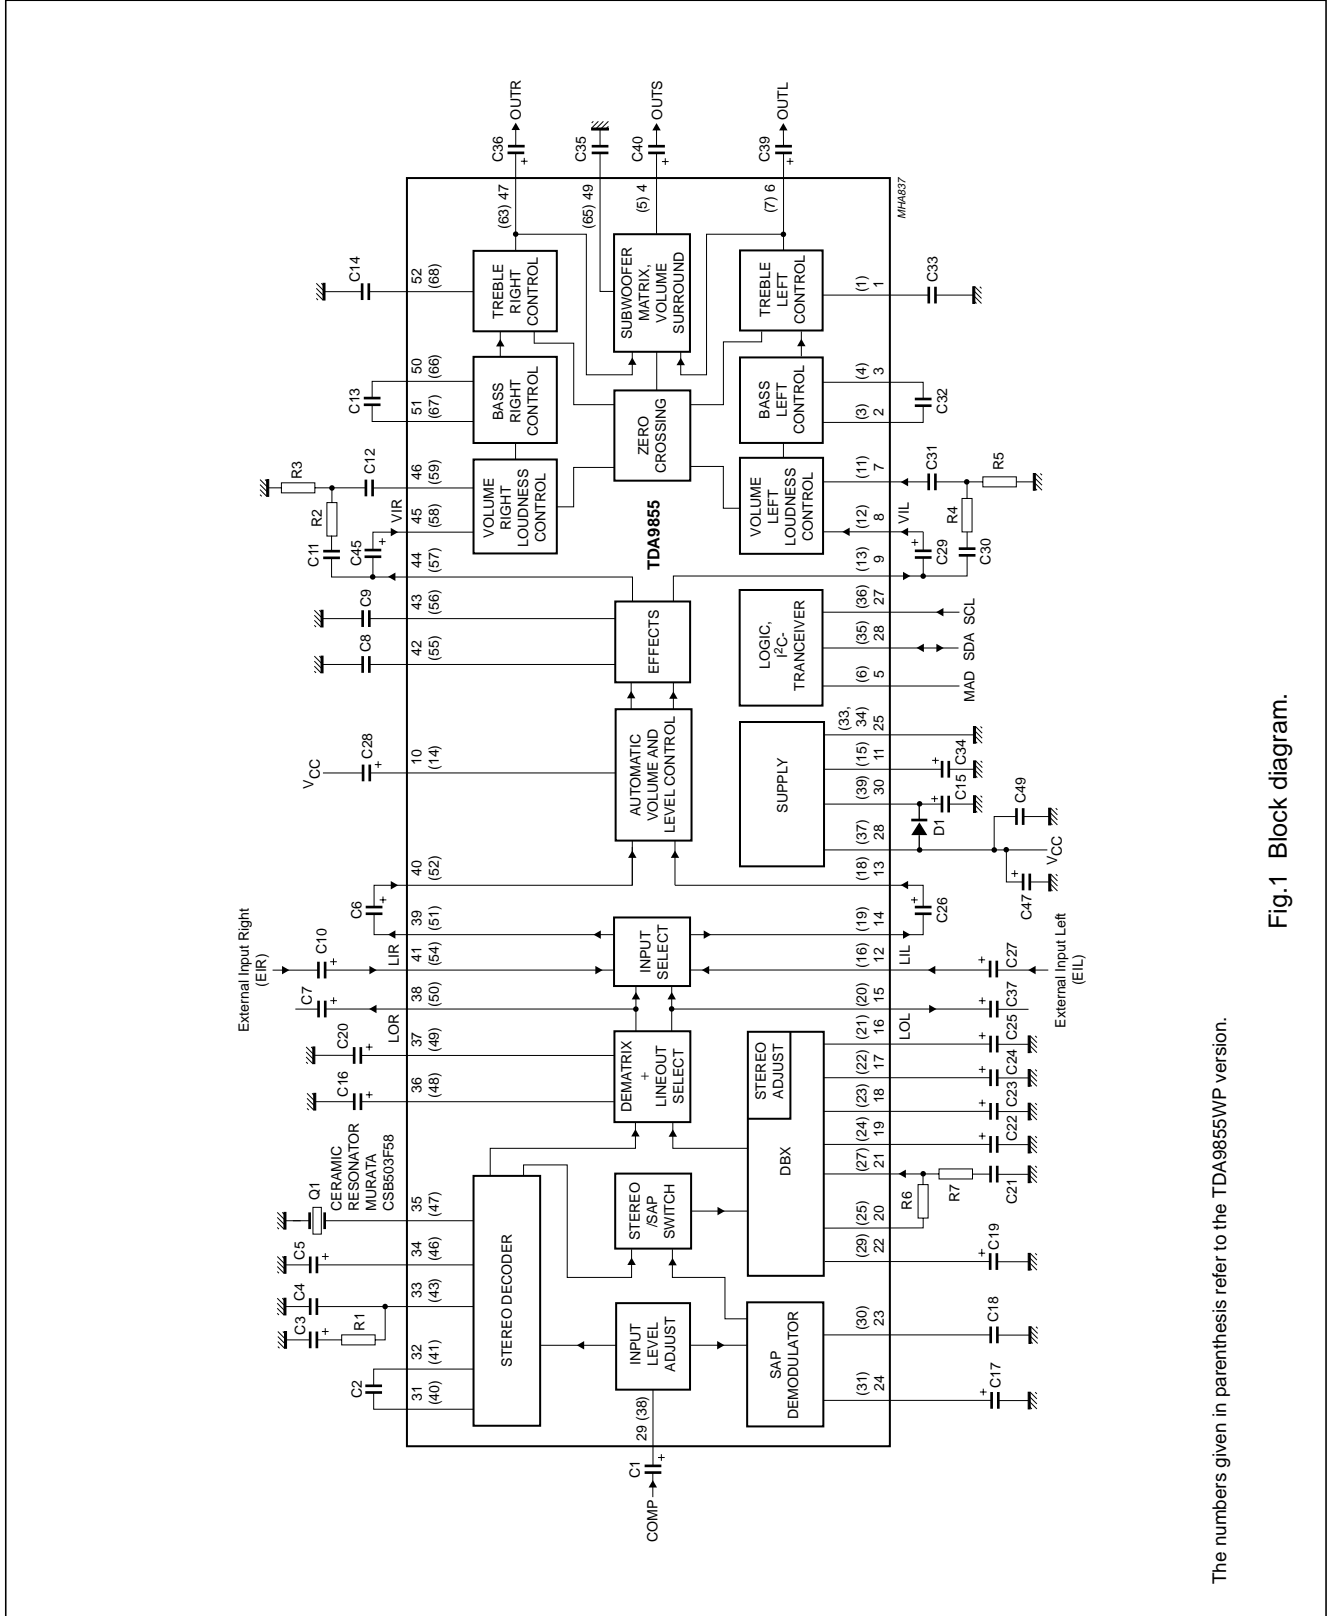 External Input Right
(EIR)
CERAMIC
RESONATOR
MURATA
CSB503F58
Q1
C2
C3
R1
C4
C5
C16
C20
C7
C10
C6
VCC
C28
C8
C9
C11
R2
R3
C45
C12
C13
C14
LOR
LIR
VIR
31
(40)
32
(41)
33
(43)
34
(46)
35
(47)
36
(48)
37
(49)
38
(50)
41
(54)
39
(51)
40
(52)
10
(14)
42
(55)
43
(56)
44
(57)
45
(58)
46
(59)
51
(67)
50
(66)
52
(68)
STEREO DECODER
VOLUME
RIGHT
LOUDNESS
CONTROL
BASS
RIGHT
CONTROL
TREBLE
RIGHT
CONTROL
(63) 47
C36
+
OUTR
(65) 49
C35
COMP
C1
+
29 (38)
INPUT
LEVEL
ADJUST
STEREO
/SAP
SWITCH
DEMATRIX
+
LINEOUT
SELECT
INPUT
SELECT
AUTOMATIC
VOLUME AND
LEVEL CONTROL
EFFECTS
TDA9855
ZERO
CROSSING
SUBWOOFER
MATRIX,
VOLUME
SURROUND
(5) 4
C40
+
OUTS
SAP
DEMODULATOR
DBX
STEREO
ADJUST
SUPPLY
LOGIC,
I2C-
TRANCEIVER
VOLUME
LEFT
LOUDNESS
CONTROL
BASS
LEFT
CONTROL
TREBLE
LEFT
CONTROL
(7) 6
C39
+
OUTL
(31)
24
(30)
23
(29)
22
(25)
20
(27)
21
(24)
19
(23)
18
(22)
17
(21)
16
(20)
15
(16)
12
(19)
14
(18)
13
(37)
28
(39)
30
(15)
11
(33,
34)
25
(6)
5
(35)
28
(36)
27
(13)
9
(12)
8
(11)
7
(3)
2
(4)
3
(1)
1
LOL
LIL
VIL
MHA837
C17
C18
C19
R6
R7
C21
C22
C23
C24
C25
C37
C27
C26
C47
VCC
C49
D1
C15
C34
MAD
SDA
SCL
C29
C30
R4
C31
R5
C32
C33
External Input Left
(EIL)
The numbers given in parenthesis refer to the TDA9855WP version.
Fig.1 Block diagram.